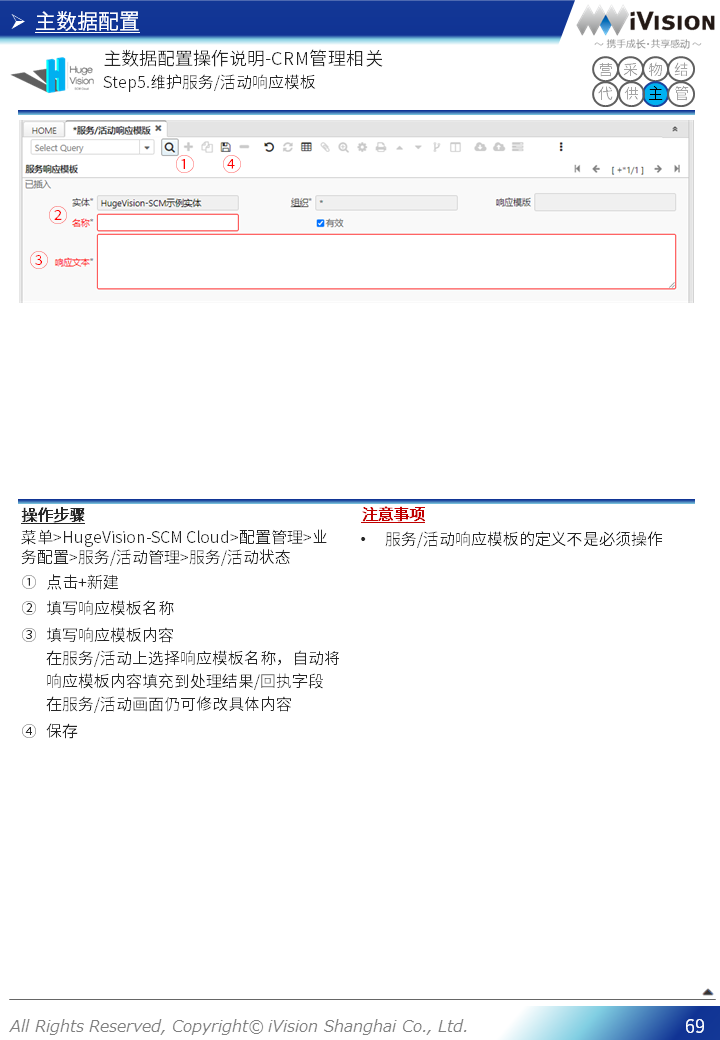 ➢ 主数据配置
iVision
～ 携手成长·共享感动 ～
Huge
Vision
主数据配置操作说明-CRM管理相关
Step5.维护服务/活动响应模板
营 采 物 结
代 供 主 管
HOME *服务/活动响应模版 ✖
Select Query
① ④
服务响应模板
[ +*1/1 ]
已插入
实体* HugeVision-SCM示例实体 组织* * 响应模版
② 名称* 有效
③ 响应文本*
操作步骤
菜单>HugeVision-SCM Cloud>配置管理>业
务配置>服务/活动管理>服务/活动状态
① 点击+新建
② 填写响应模板名称
③ 填写响应模板内容
在服务/活动上选择响应模板名称，自动将
响应模板内容填充到处理结果/回执字段
在服务/活动画面仍可修改具体内容
④ 保存
注意事项
• 服务/活动响应模板的定义不是必须操作
All Rights Reserved, Copyright© iVision Shanghai Co., Ltd.
69